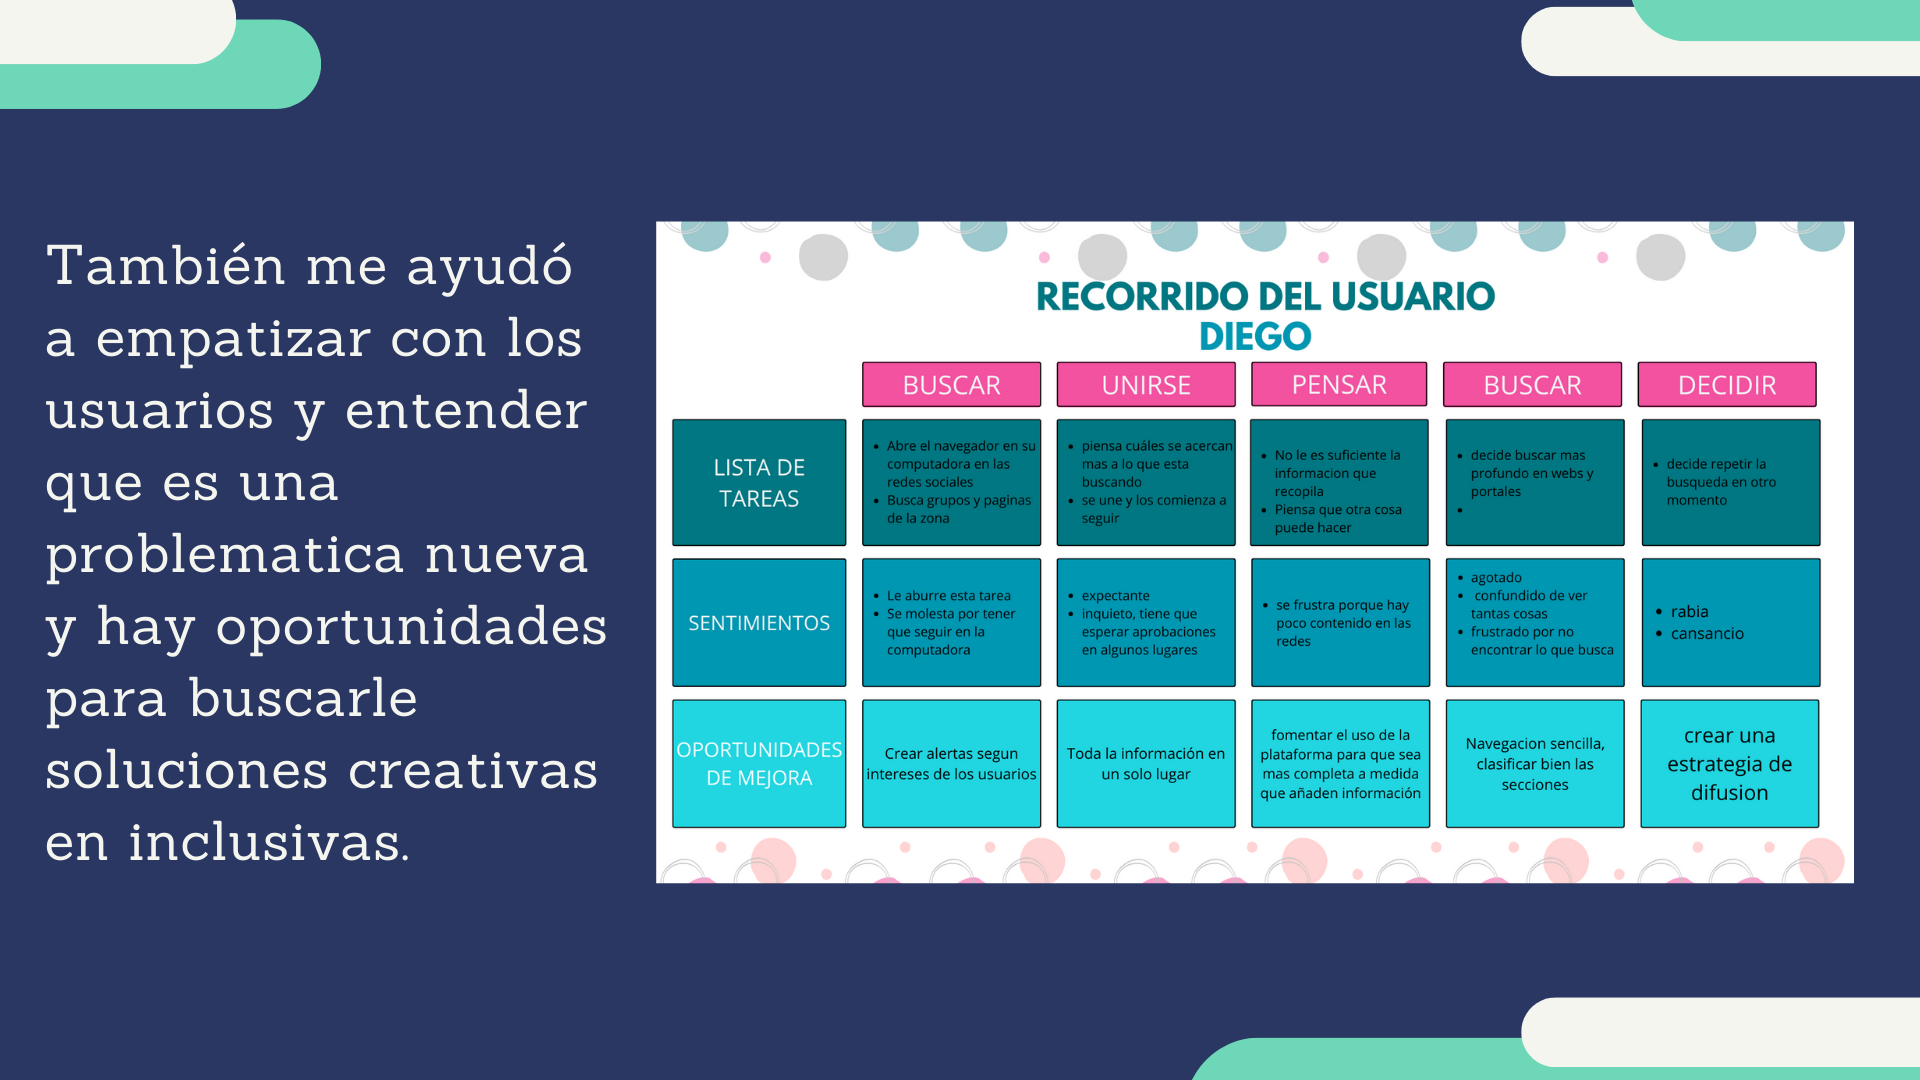 También me ayudó
a empatizar con los
usuarios y entender
que es una
problematica nueva
y hay oportunidades
para buscarle
soluciones creativas
en inclusivas.
RECORRIDO DEL USUARIO
DIEGO
BUSCAR
UNIRSE
PENSAR
BUSCAR
DECIDIR
LISTA DE
TAREAS
• Abre el navegador en su
computadora en las
redes sociales
• Busca grupos y paginas
de la zona
• piensa cuáles se acercan
mas a lo que esta
buscando
• se une y los comienza a
seguir
• No le es suficiente la
informacion que
recopila
• Piensa que otra cosa
puede hacer
• decide buscar mas
profundo en webs y
portales
•
• decide repetir la
busqueda en otro
momento
SENTIMIENTOS
• Le aburre esta tarea
• Se molesta por tener
que seguir en la
computadora
• expectante
• inquieto, tiene que
esperar aprobaciones
en algunos lugares
• se frustra porque hay
poco contenido en las
redes
• agotado
• confundido de ver
tantas cosas
• frustrado por no
encontrar lo que busca
• rabia
• cansancio
OPORTUNIDADES
DE MEJORA
Crear alertas segun
intereses de los usuarios
Toda la información en
un solo lugar
fomentar el uso de la
plataforma para que sea
mas completa a medida
que añaden información
Navegacion sencilla,
clasificar bien las
secciones
crear una
estrategia de
difusion